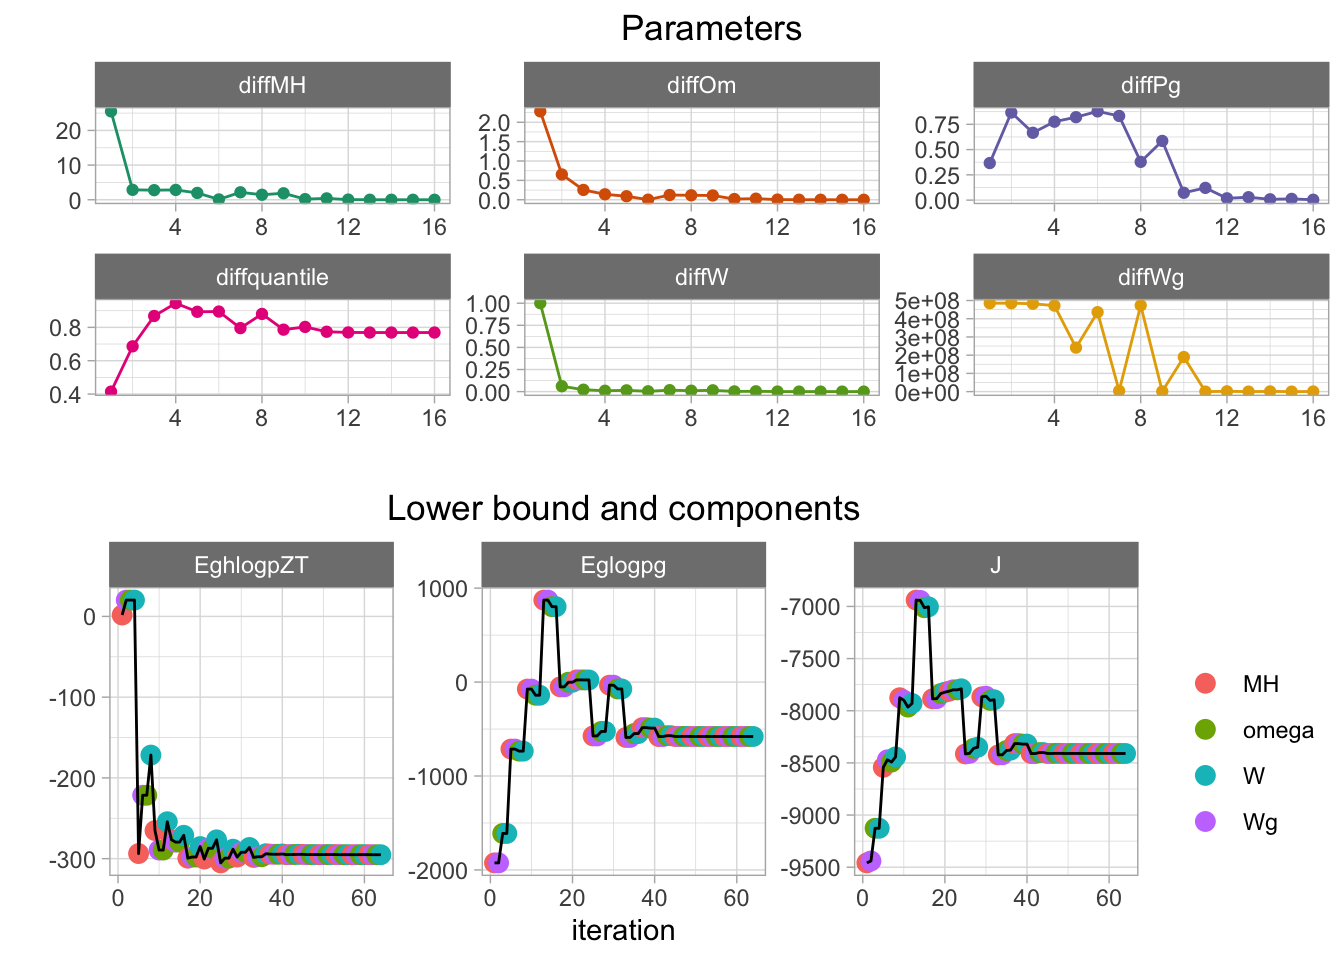 Parameters
diffMH diffOm diffPg
20 10 0
2.0 1.5 1.0 0.5 0.0
0.75 0.50 0.25 0.00
4 8 12 16 4 8 12 16 4 8 12 16
diffquantile diffW diffWg
0.8 0.6 0.4
1.00 0.75 0.50 0.25 0.00
5e+08 4e+08 3e+08 2e+08 1e+08 0e+00
4 8 12 16 4 8 12 16 4 8 12 16
Lower bound and components
EghlogpZT Eglogpg J
0 -100 -200 -300
1000 0 -1000 -2000
-7000 -7500 -8000 -8500 -9000 -9500
0 20 40 60 0 20 40 60 0 20 40 60
iteration
MH
omega
W
Wg